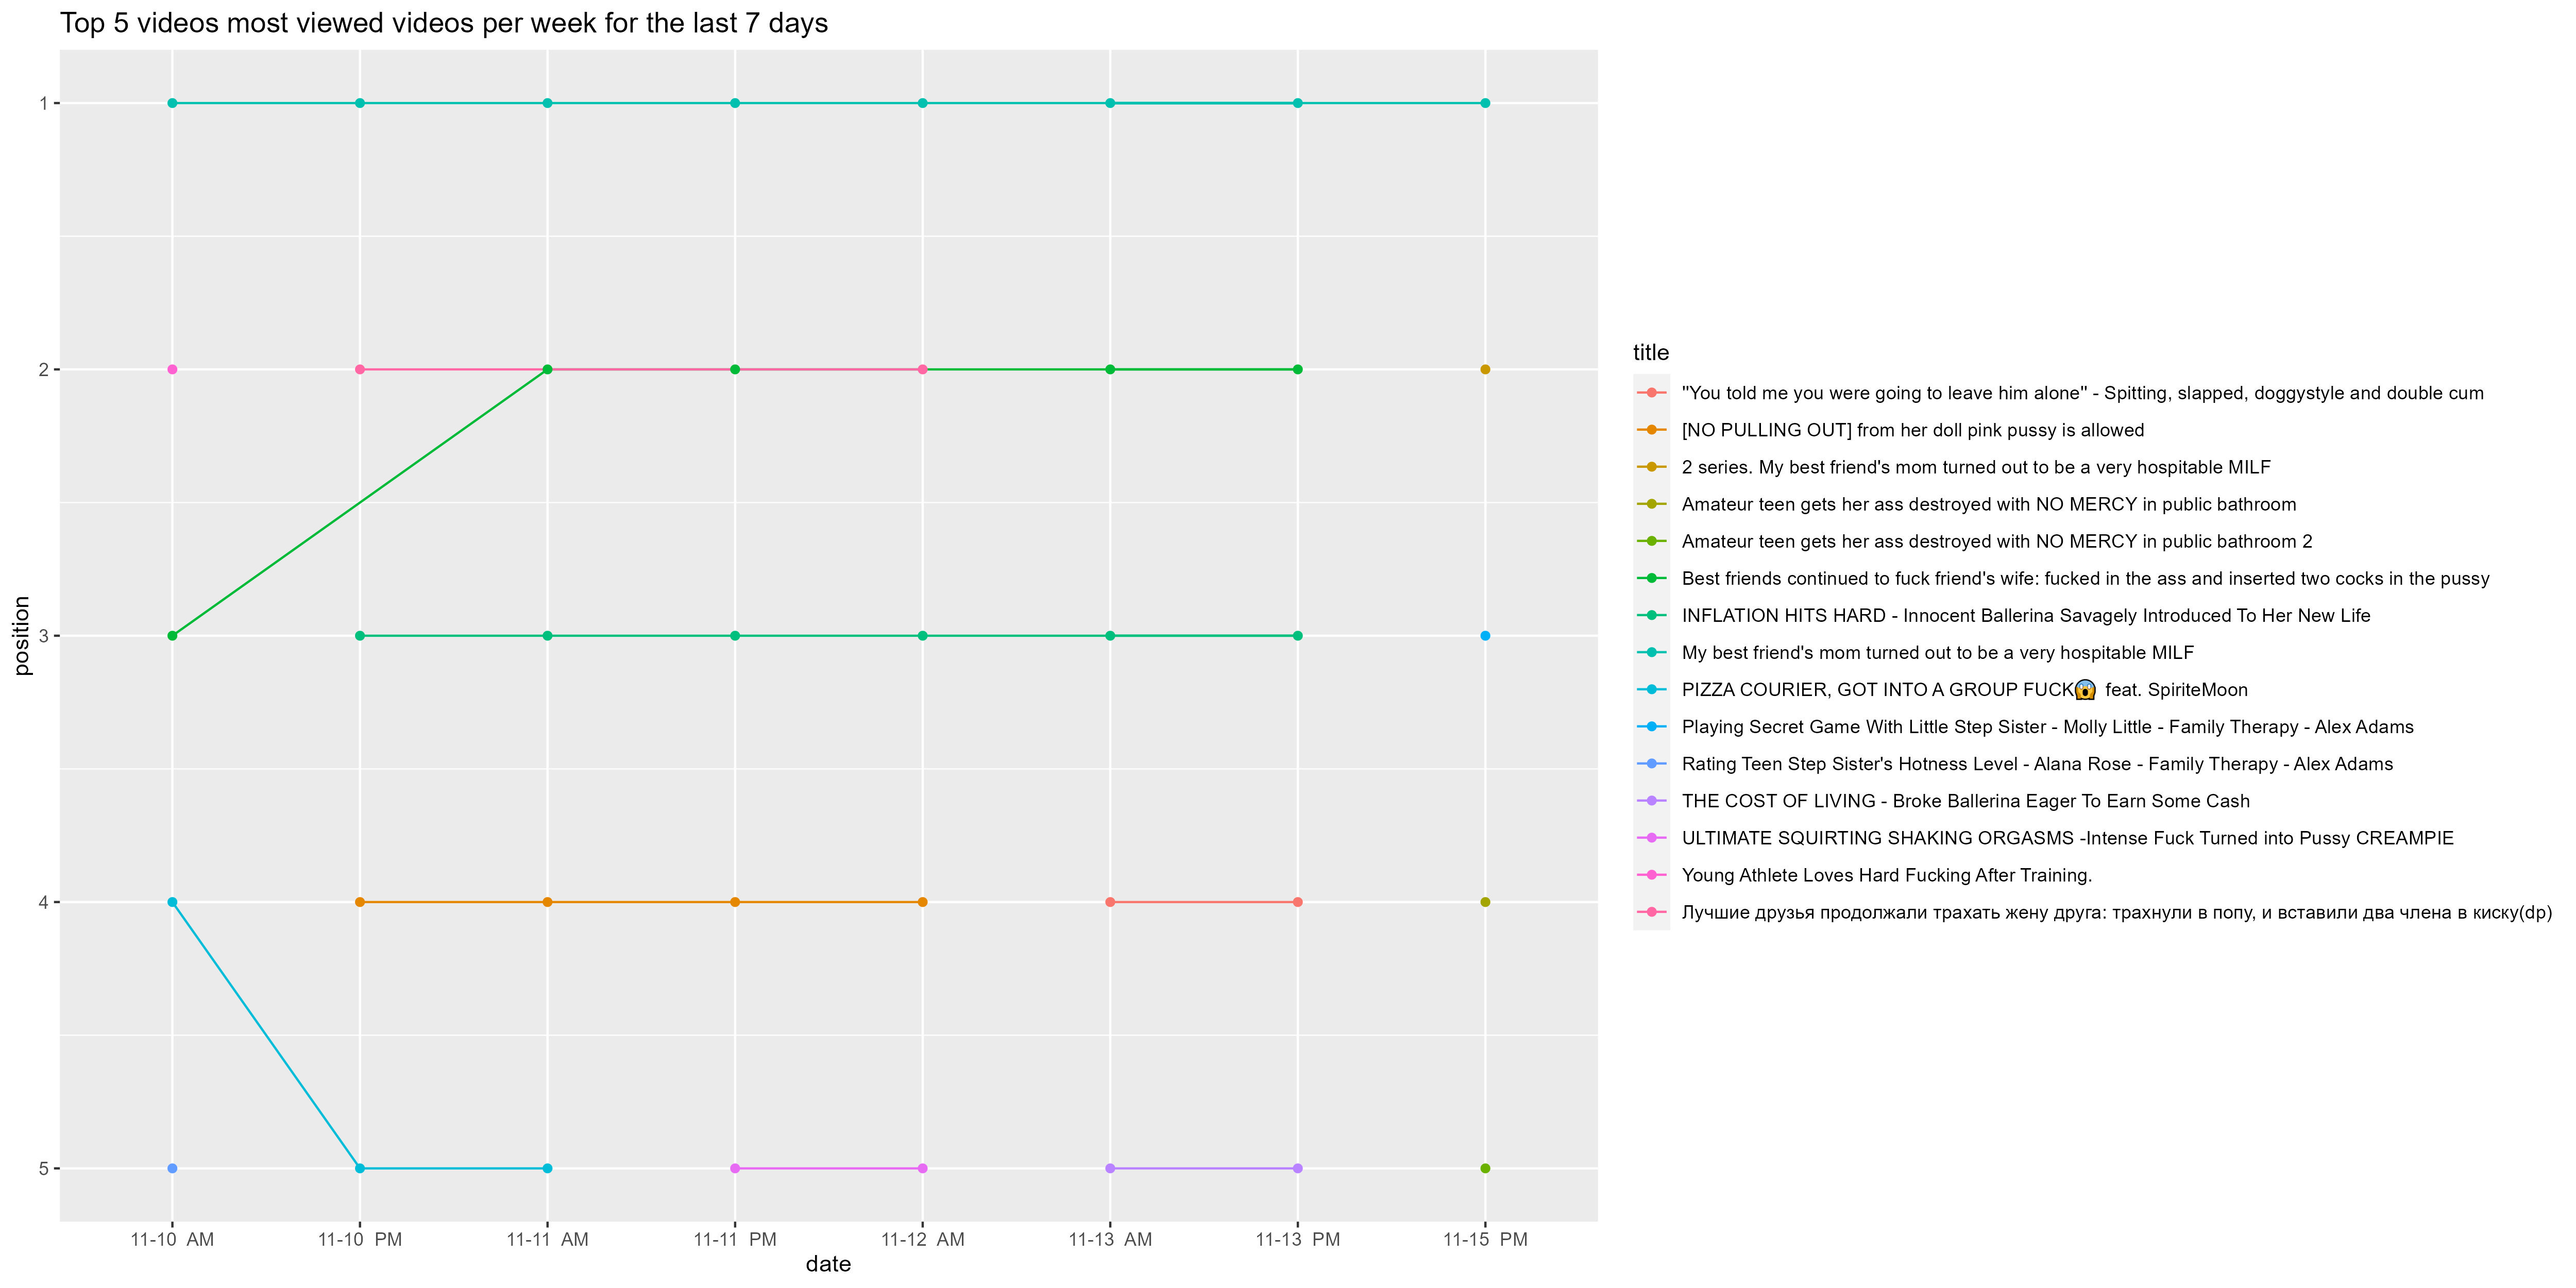 Top 5 videos most viewed videos per week for the last 7 days
1
2
3
4
5
position
11-10 AM
11-10 PM
11-11 AM
11-11 PM
11-12 AM
11-13 AM
11-13 PM
11-15 PM
date
title
"You told me you were going to leave him alone" - Spitting, slapped, doggystyle and double cum
[NO PULLING OUT] from her doll pink pussy is allowed
2 series. My best friend's mom turned out to be a very hospitable MILF
Amateur teen gets her ass destroyed with NO MERCY in public bathroom
Amateur teen gets her ass destroyed with NO MERCY in public bathroom 2
Best friends continued to fuck friend's wife: fucked in the ass and inserted two cocks in the pussy
INFLATION HITS HARD - Innocent Ballerina Savagely Introduced To Her New Life
My best friend's mom turned out to be a very hospitable MILF
PIZZA COURIER, GOT INTO A GROUP FUCK😱 feat. SpiriteMoon
Playing Secret Game With Little Step Sister - Molly Little - Family Therapy - Alex Adams
Rating Teen Step Sister's Hotness Level - Alana Rose - Family Therapy - Alex Adams
THE COST OF LIVING - Broke Ballerina Eager To Earn Some Cash
ULTIMATE SQUIRTING SHAKING ORGASMS -Intense Fuck Turned into Pussy CREAMPIE
Young Athlete Loves Hard Fucking After Training.
Лучшие друзья продолжали трахать жену друга: трахнули в попу, и вставили два члена в киску(dp)